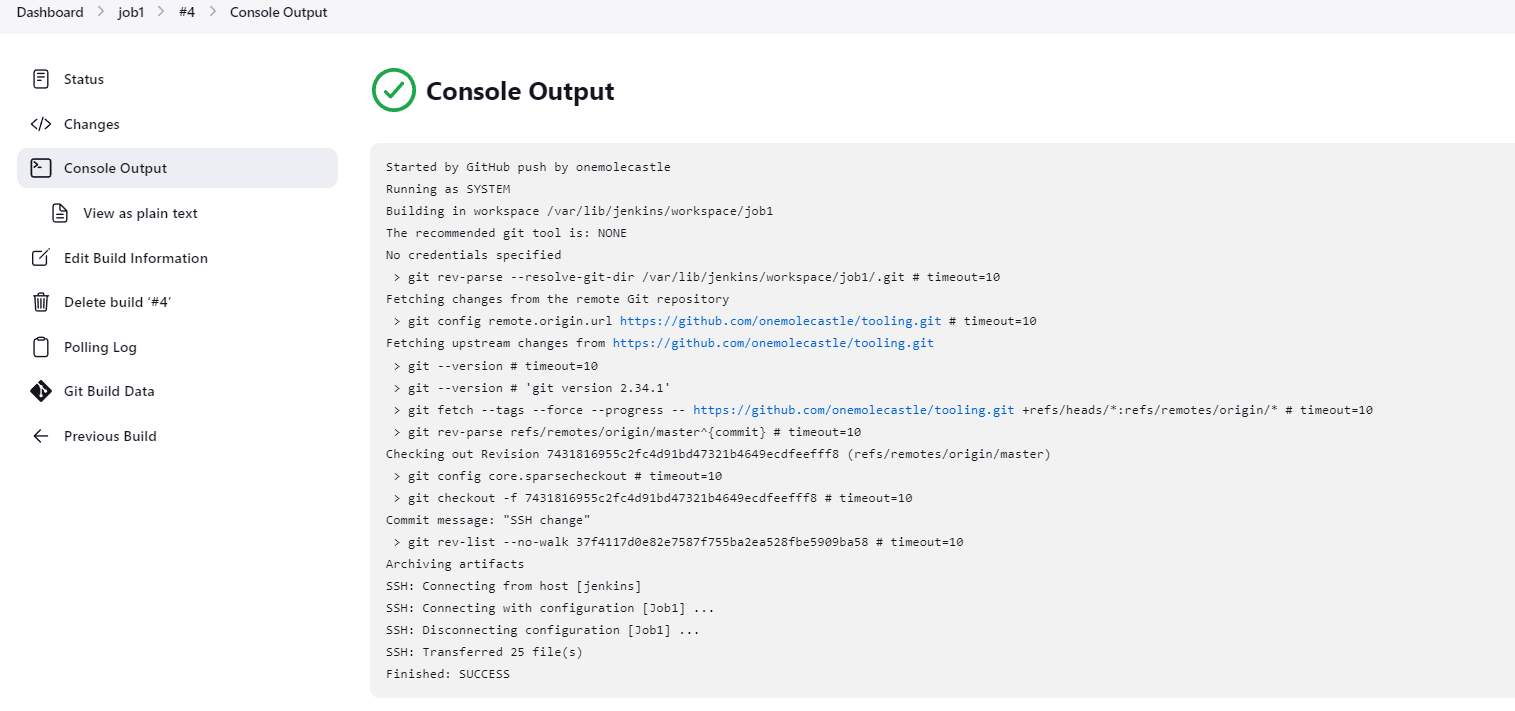 Dashboard > job1 > #4 > Console Output
Status
Changes
Console Output
View as plain text
Edit Build Information
Delete build ‘#4’
Polling Log
Git Build Data
Previous Build
Console Output
Started by GitHub push by onemolecastle
Running as SYSTEM
Building in workspace /var/lib/jenkins/workspace/job1
The recommended git tool is: NONE
No credentials specified
> git rev-parse --resolve-git-dir /var/lib/jenkins/workspace/job1/.git # timeout=10
Fetching changes from the remote Git repository
> git config remote.origin.url https://github.com/onemolecastle/tooling.git # timeout=10
Fetching upstream changes from https://github.com/onemolecastle/tooling.git
> git --version # timeout=10
> git --version # 'git version 2.34.1'
> git fetch --tags --force --progress -- https://github.com/onemolecastle/tooling.git +refs/heads/*:refs/remotes/origin/* # timeout=10
> git rev-parse refs/remotes/origin/master^{commit} # timeout=10
Checking out Revision 7431816955c2fc4d91bd47321b4649ecdfeefff8 (refs/remotes/origin/master)
> git config core.sparsecheckout # timeout=10
> git checkout -f 7431816955c2fc4d91bd47321b4649ecdfeefff8 # timeout=10
Commit message: "SSH change"
> git rev-list --no-walk 37f4117d0e82e7587f755ba2ea528fbe5909ba58 # timeout=10
Archiving artifacts
SSH: Connecting from host [jenkins]
SSH: Connecting with configuration [Job1] ...
SSH: Disconnecting configuration [Job1] ...
SSH: Transferred 25 file(s)
Finished: SUCCESS